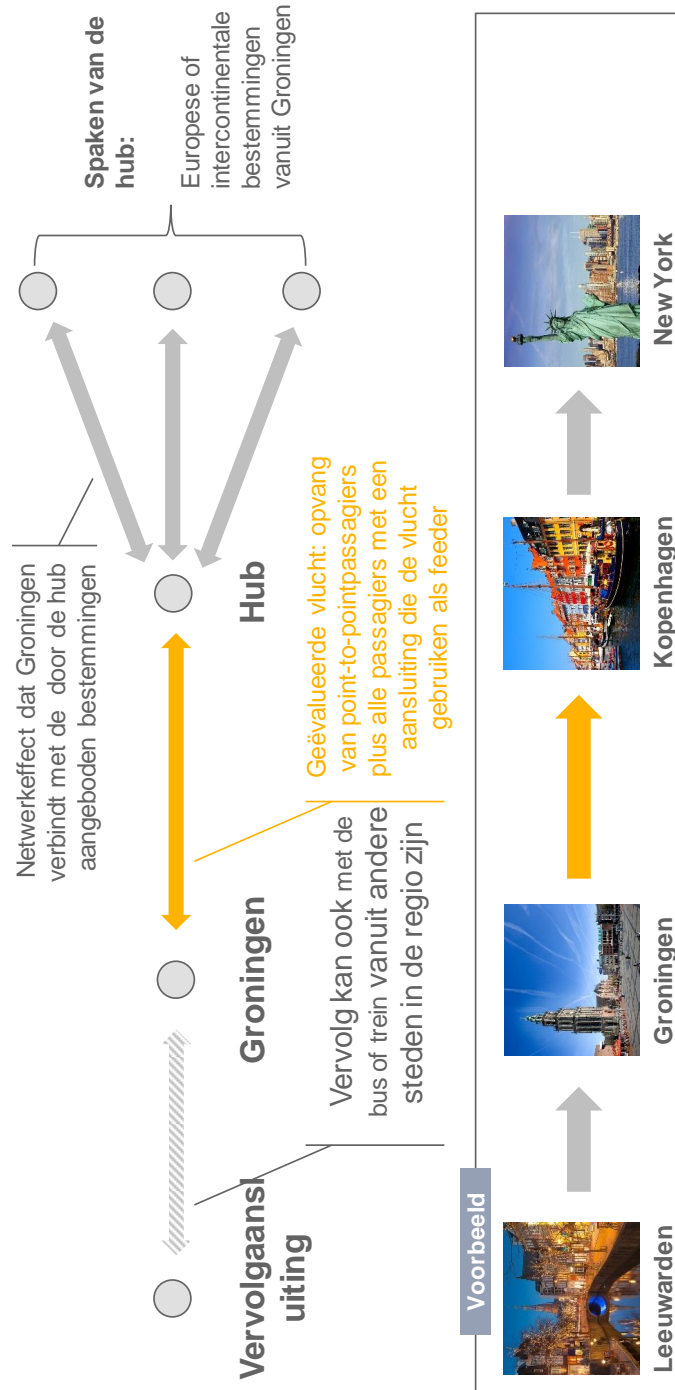 Netwerkeffect dat Groningen
verbindt met de door de hub
aangeboden bestemmingen
Spaken van de
hub:
Europese of
intercontinentale
bestemmingen
vanuit Groningen
Vervolgaansl
uiting
Groningen
Hub
Vervolg kan ook met de
bus of trein vanuit andere
steden in de regio zijn
Geëvalueerde vlucht: opvang
van point-to-pointpassagiers
plus alle passagiers met een
aansluiting die de vlucht
gebruiken als feeder
Voorbeeld
Leeuwarden
Groningen
Kopenhagen
New York